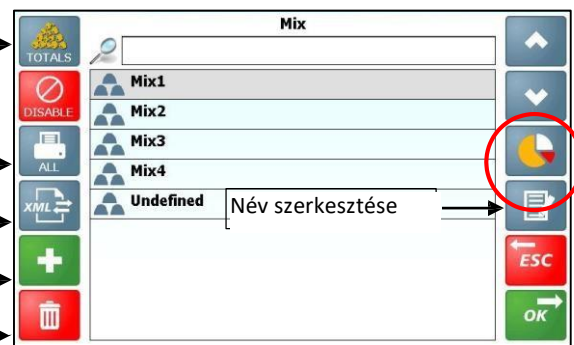 Mix
TOTALS
DISABLE
ALL
XML
Mix1
Mix2
Mix3
Mix4
Undefined
Név szerkesztése
ESC
OK